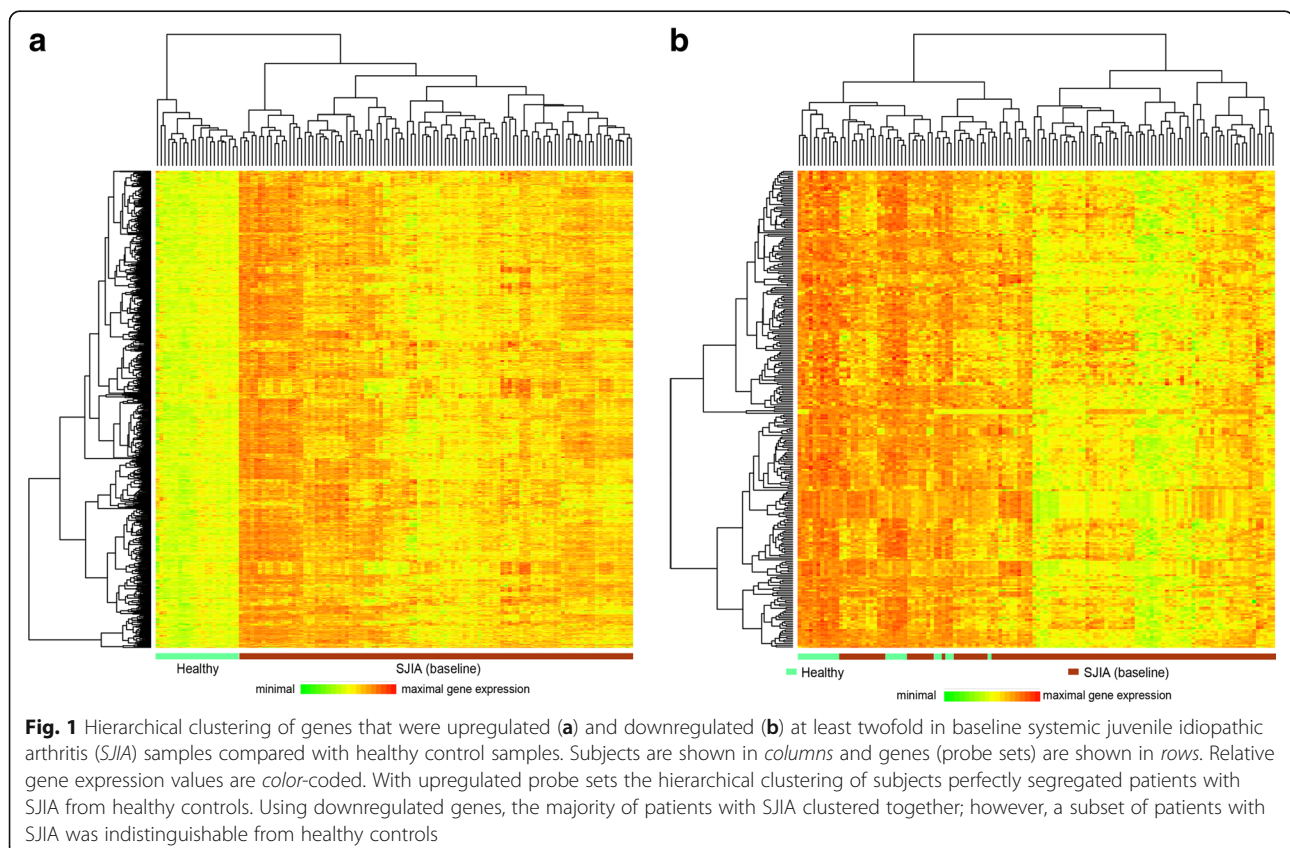 a
b
Healthy
SJIA (baseline)
minimal
maximal gene expression
Healthy
SJIA (baseline)
minimal
maximal gene expression
Fig. 1 Hierarchical clustering of genes that were upregulated (a) and downregulated (b) at least twofold in baseline systemic juvenile idiopathic
arthritis (SJIA) samples compared with healthy control samples. Subjects are shown in columns and genes (probe sets) are shown in rows. Relative
gene expression values are color-coded. With upregulated probe sets the hierarchical clustering of subjects perfectly segregated patients with
SJIA from healthy controls. Using downregulated genes, the majority of patients with SJIA clustered together; however, a subset of patients with
SJIA was indistinguishable from healthy controls